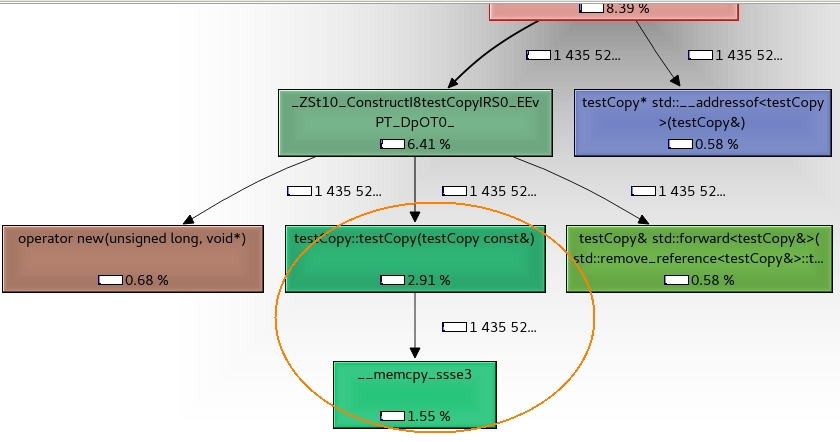 8.39 %
1 435 52...
1 435 52...
_ZSt10_ConstructI8testCopyIRS0_EEv
PT_DpOT0_
6.41 %
testCopy* std::__addressof<testCopy
>(testCopy&)
0.58 %
1 435 52...
1 435 52...
1 435 52...
operator new(unsigned long, void*)
0.68 %
testCopy::testCopy(testCopy const&)
2.91 %
testCopy& std::forward<testCopy&>(
std::remove_reference<testCopy&>::t...
0.58 %
1 435 52...
__memcpy_ssse3
1.55 %